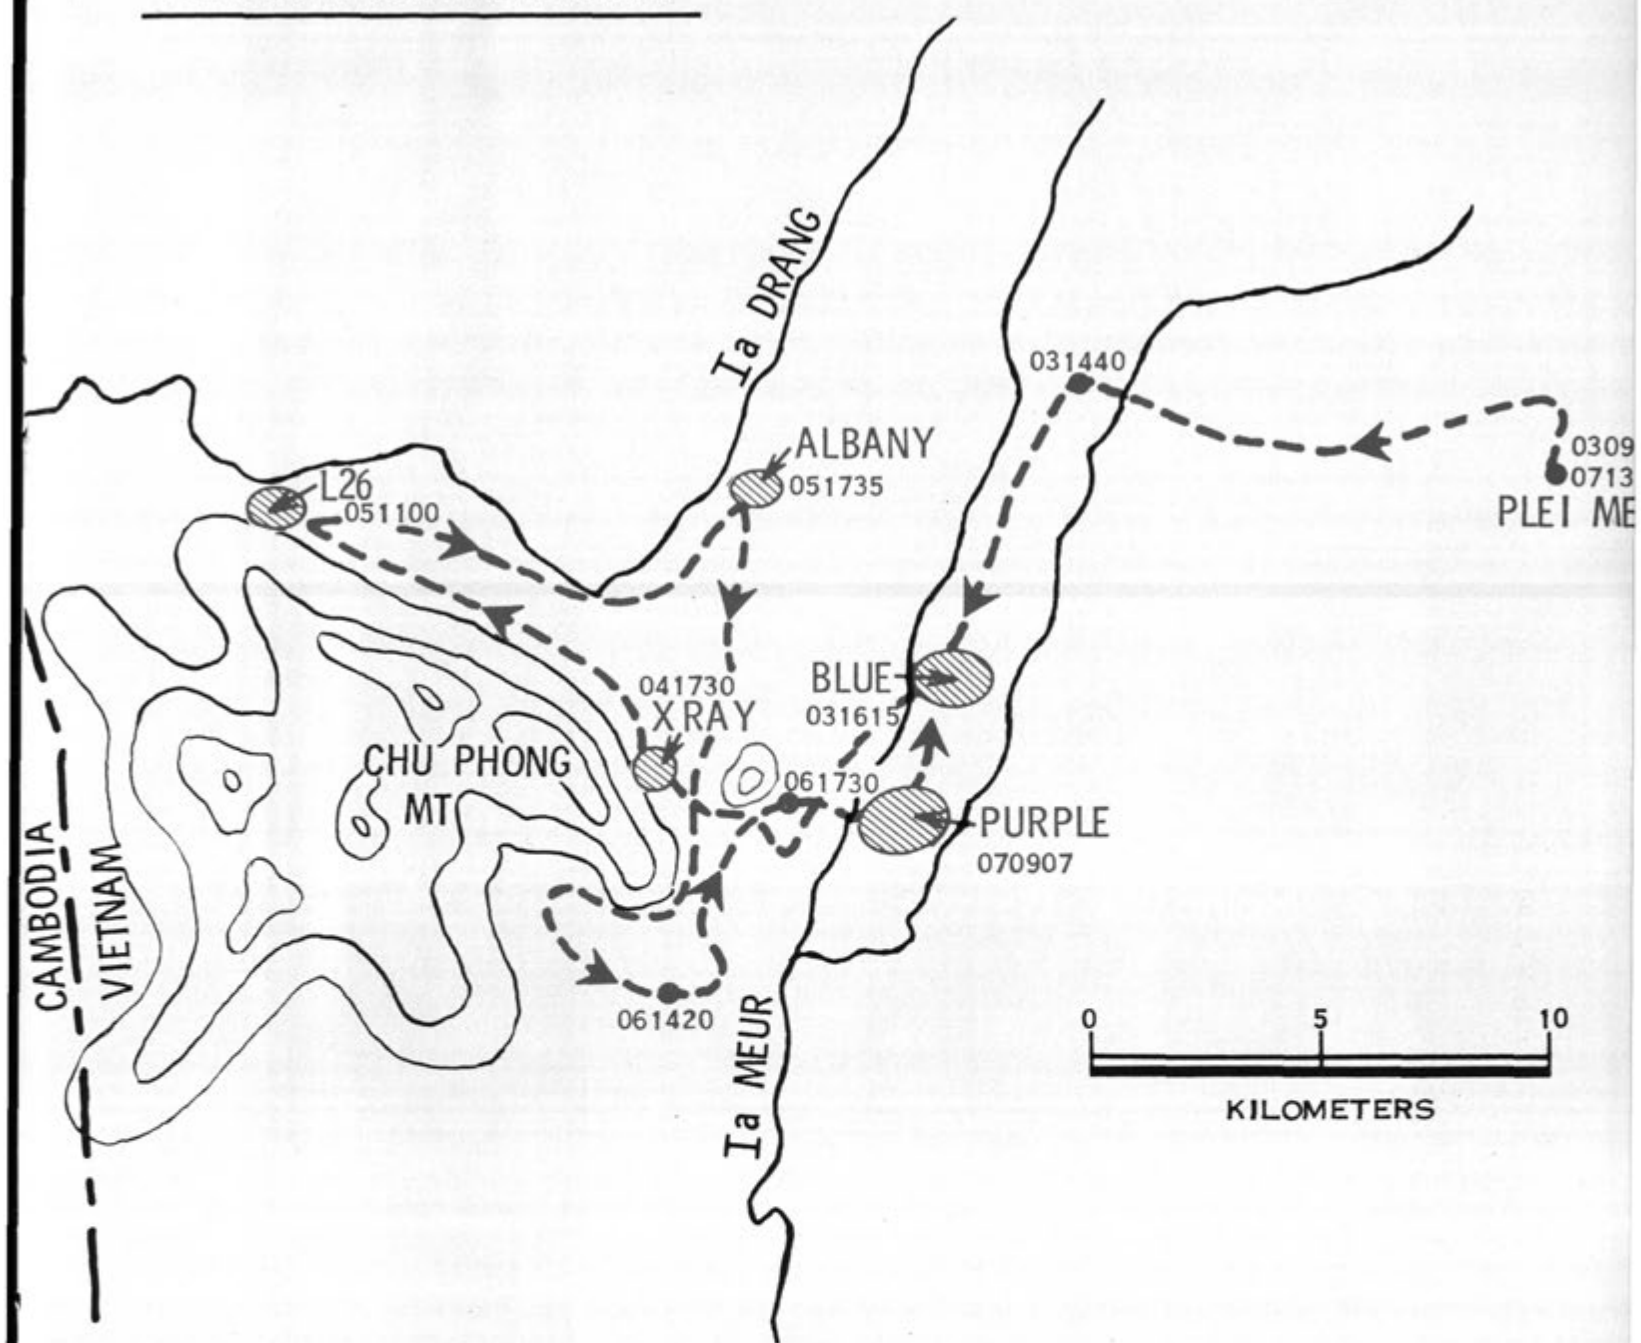 Ia DRANG
031440
ALBANY
051735
0309
0713
PLEI ME
L26
051100
041730
XRAY
BLUE
031615
CHU PHONG
MT
061730
PURPLE
070907
CAMBODIA
VIETNAM
061420
Ia MEUR
0 5 10
KILOMETERS